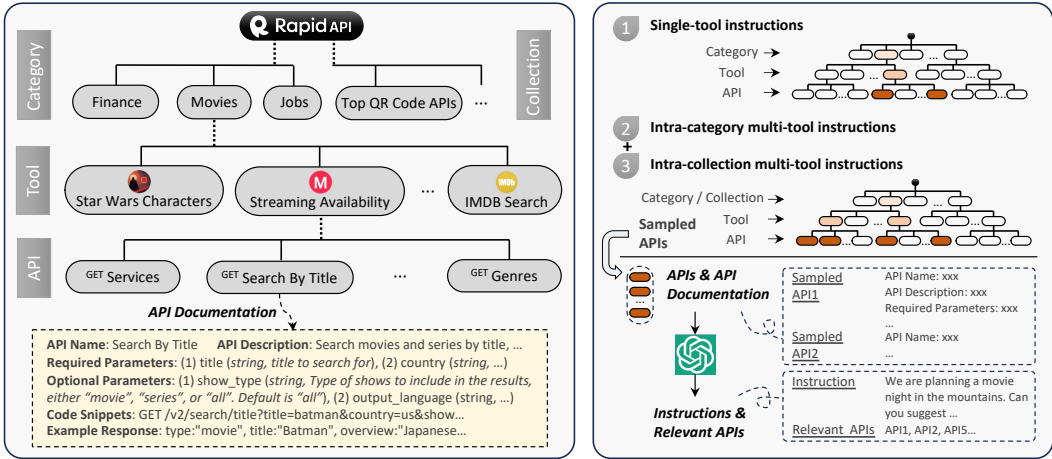 Rapid API
Category
Collection
Finance
Movies
Jobs
Top QR Code APIs
...
Tool
Star Wars Characters
M
Streaming Availability
...
IMDb
IMDB Search
API
GET Services
GET Search By Title
...
GET Genres
API Documentation
API Name: Search By Title API Description: Search movies and series by title, ...
Required Parameters: (1) title (string, title to search for), (2) country (string, ...)
Optional Parameters: (1) show_type (string, Type of shows to include in the results,
either “movie”, “series”, or “all”. Default is “all”), (2) output_language (string, ...)
Code Snippets: GET /v2/search/title?title=batman&country=us&show...
Example Response: type:"movie", title:"Batman", overview:"Japanese...
1 Single-tool instructions
Category
Tool
API
...
...
...
...
...
2 Intra-category multi-tool instructions
+
3 Intra-collection multi-tool instructions
Category / Collection
Tool
API
...
...
...
...
...
Sampled
APIs
...
APIs & API
Documentation
Sampled
API1
API Name: xxx
API Description: xxx
Required Parameters: xxx
...
Sampled
API2
API Name: xxx
...
Instructions &
Relevant APIs
Instruction
We are planning a movie
night in the mountains. Can
you suggest ...
Relevant APIs
API1, API2, API5...